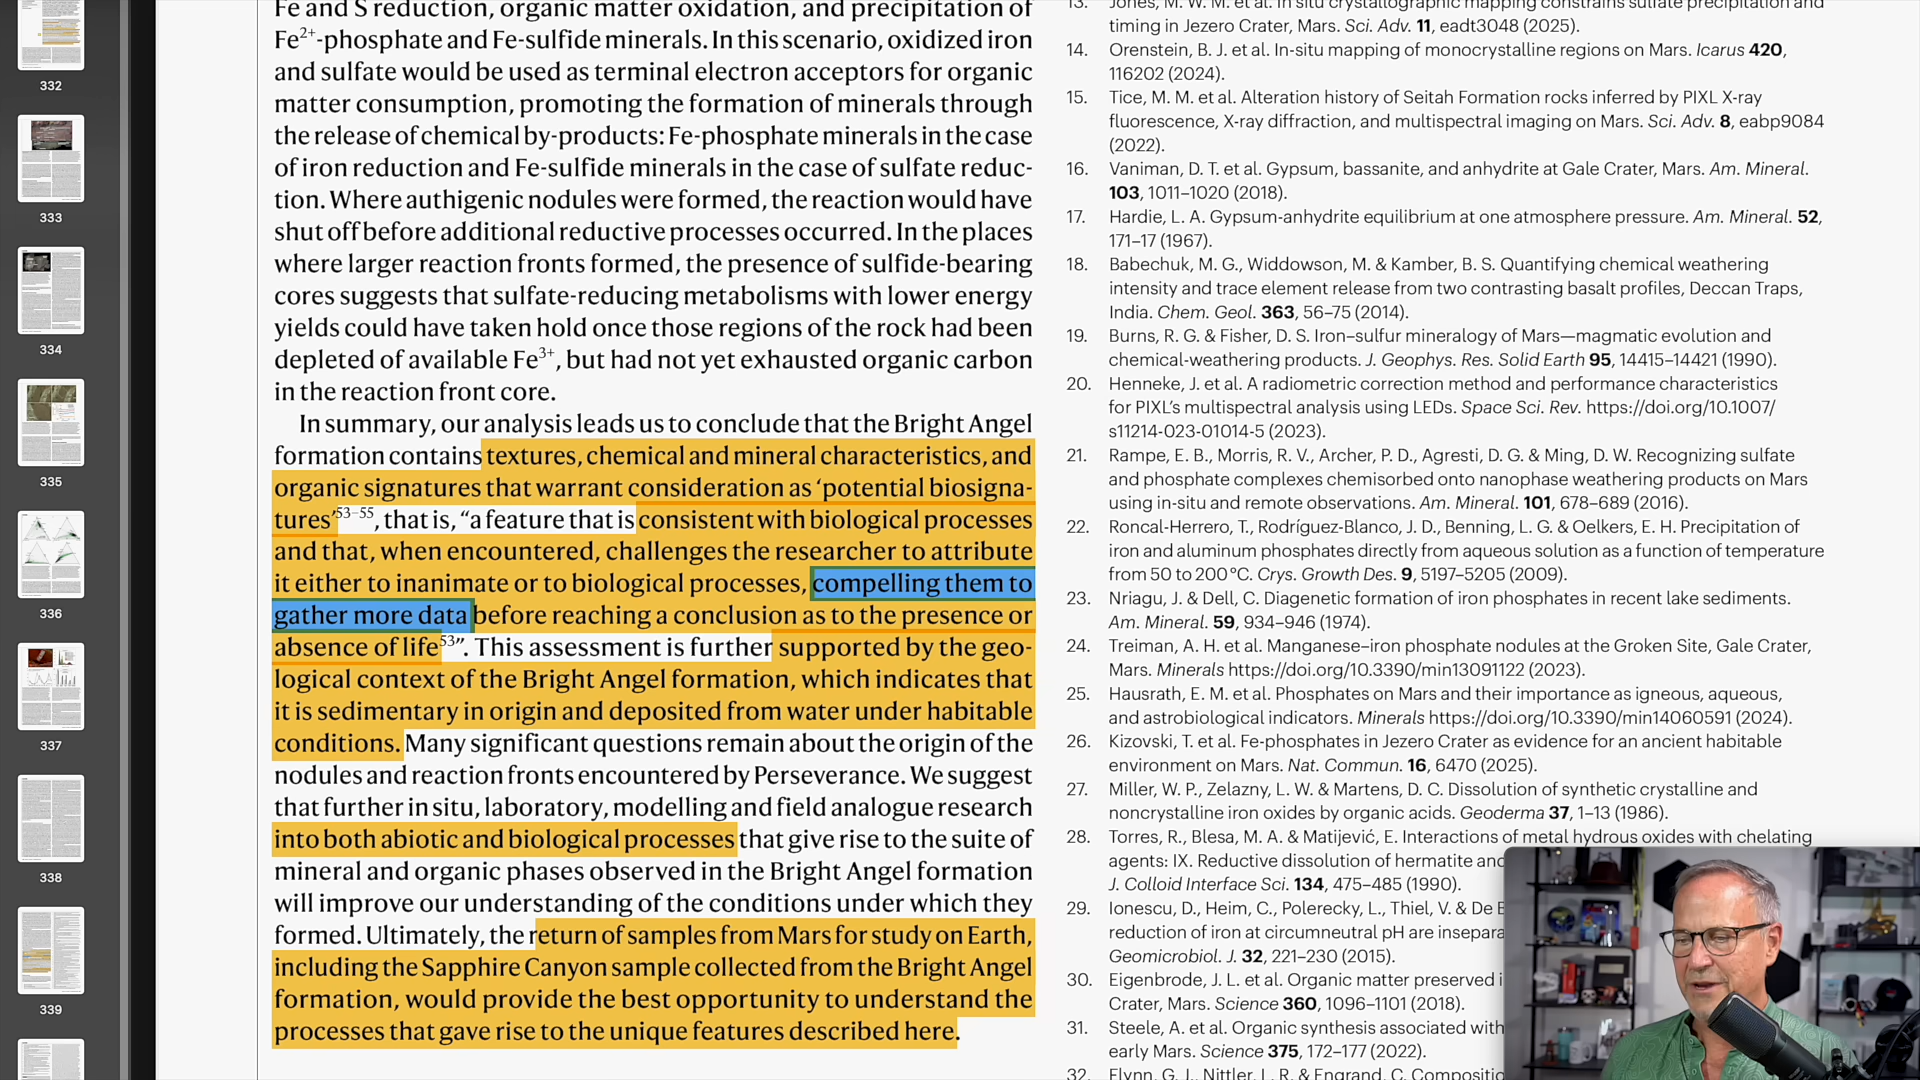 332
333
334
335
336
337
338
339
Fe and S reduction, organic matter oxidation, and precipitation of
Fe2+-phosphate and Fe-sulfide minerals. In this scenario, oxidized iron
and sulfate would be used as terminal electron acceptors for organic
matter consumption, promoting the formation of minerals through
the release of chemical by-products: Fe-phosphate minerals in the case
of iron reduction and Fe-sulfide minerals in the case of sulfate reduc-
tion. Where authigenic nodules were formed, the reaction would have
shut off before additional reductive processes occurred. In the places
where larger reaction fronts formed, the presence of sulfide-bearing
cores suggests that sulfate-reducing metabolisms with lower energy
yields could have taken hold once those regions of the rock had been
depleted of available Fe3+, but had not yet exhausted organic carbon
in the reaction front core.
In summary, our analysis leads us to conclude that the Bright Angel
formation contains textures, chemical and mineral characteristics, and
organic signatures that warrant consideration as ‘potential biosigna-
tures’53–55, that is, “a feature that is consistent with biological processes
and that, when encountered, challenges the researcher to attribute
it either to inanimate or to biological processes, compelling them to
gather more data before reaching a conclusion as to the presence or
absence of life53”. This assessment is further supported by the geo-
logical context of the Bright Angel formation, which indicates that
it is sedimentary in origin and deposited from water under habitable
conditions. Many significant questions remain about the origin of the
nodules and reaction fronts encountered by Perseverance. We suggest
that further in situ, laboratory, modelling and field analogue research
into both abiotic and biological processes that give rise to the suite of
mineral and organic phases observed in the Bright Angel formation
will improve our understanding of the conditions under which they
formed. Ultimately, the return of samples from Mars for study on Earth,
including the Sapphire Canyon sample collected from the Bright Angel
formation, would provide the best opportunity to understand the
processes that gave rise to the unique features described here.
13. Jones, M. W. M. et al. In situ crystallographic mapping constrains sulfate precipitation and
timing in Jezero Crater, Mars. Sci. Adv. 11, eadt3048 (2025).
14. Orenstein, B. J. et al. In-situ mapping of monocrystalline regions on Mars. Icarus 420,
116202 (2024).
15. Tice, M. M. et al. Alteration history of Seitah Formation rocks inferred by PIXL X-ray
fluorescence, X-ray diffraction, and multispectral imaging on Mars. Sci. Adv. 8, eabp9084
(2022).
16. Vaniman, D. T. et al. Gypsum, bassanite, and anhydrite at Gale Crater, Mars. Am. Mineral.
103, 1011–1020 (2018).
17. Hardie, L. A. Gypsum-anhydrite equilibrium at one atmosphere pressure. Am. Mineral. 52,
171–17 (1967).
18. Babechuk, M. G., Widdowson, M. & Kamber, B. S. Quantifying chemical weathering
intensity and trace element release from two contrasting basalt profiles, Deccan Traps,
India. Chem. Geol. 363, 56–75 (2014).
19. Burns, R. G. & Fisher, D. S. Iron–sulfur mineralogy of Mars—magmatic evolution and
chemical-weathering products. J. Geophys. Res. Solid Earth 95, 14415–14421 (1990).
20. Henneke, J. et al. A radiometric correction method and performance characteristics
for PIXL’s multispectral analysis using LEDs. Space Sci. Rev. https://doi.org/10.1007/
s11214-023-01014-5 (2023).
21. Rampe, E. B., Morris, R. V., Archer, P. D., Agresti, D. G. & Ming, D. W. Recognizing sulfate
and phosphate complexes chemisorbed onto nanophase weathering products on Mars
using in-situ and remote observations. Am. Mineral. 101, 678–689 (2016).
22. Roncal-Herrero, T., Rodríguez-Blanco, J. D., Benning, L. G. & Oelkers, E. H. Precipitation of
iron and aluminum phosphates directly from aqueous solution as a function of temperature
from 50 to 200 °C. Crys. Growth Des. 9, 5197–5205 (2009).
23. Nriagu, J. & Dell, C. Diagenetic formation of iron phosphates in recent lake sediments.
Am. Mineral. 59, 934–946 (1974).
24. Treiman, A. H. et al. Manganese–iron phosphate nodules at the Groken Site, Gale Crater,
Mars. Minerals https://doi.org/10.3390/min13091122 (2023).
25. Hausrath, E. M. et al. Phosphates on Mars and their importance as igneous, aqueous,
and astrobiological indicators. Minerals https://doi.org/10.3390/min14060591 (2024).
26. Kizovski, T. et al. Fe-phosphates in Jezero Crater as evidence for an ancient habitable
environment on Mars. Nat. Commun. 16, 6470 (2025).
27. Miller, W. P., Zelazny, L. W. & Martens, D. C. Dissolution of synthetic crystalline and
noncrystalline iron oxides by organic acids. Geoderma 37, 1–13 (1986).
28. Torres, R., Blesa, M. A. & Matijević, E. Interactions of metal hydrous oxides with chelating
agents: IX. Reductive dissolution of hermatite and
J. Colloid Interface Sci. 134, 475–485 (1990).
29. Ionescu, D., Heim, C., Polerecky, L., Thiel, V. & De B
reduction of iron at circumneutral pH are insepara
Geomicrobiol. J. 32, 221–230 (2015).
30. Eigenbrode, J. L. et al. Organic matter preserved i
Crater, Mars. Science 360, 1096–1101 (2018).
31. Steele, A. et al. Organic synthesis associated with
early Mars. Science 375, 172–177 (2022).
32. Flynn, G. J., Nittler, L. R. & Engrand, C. Compositio